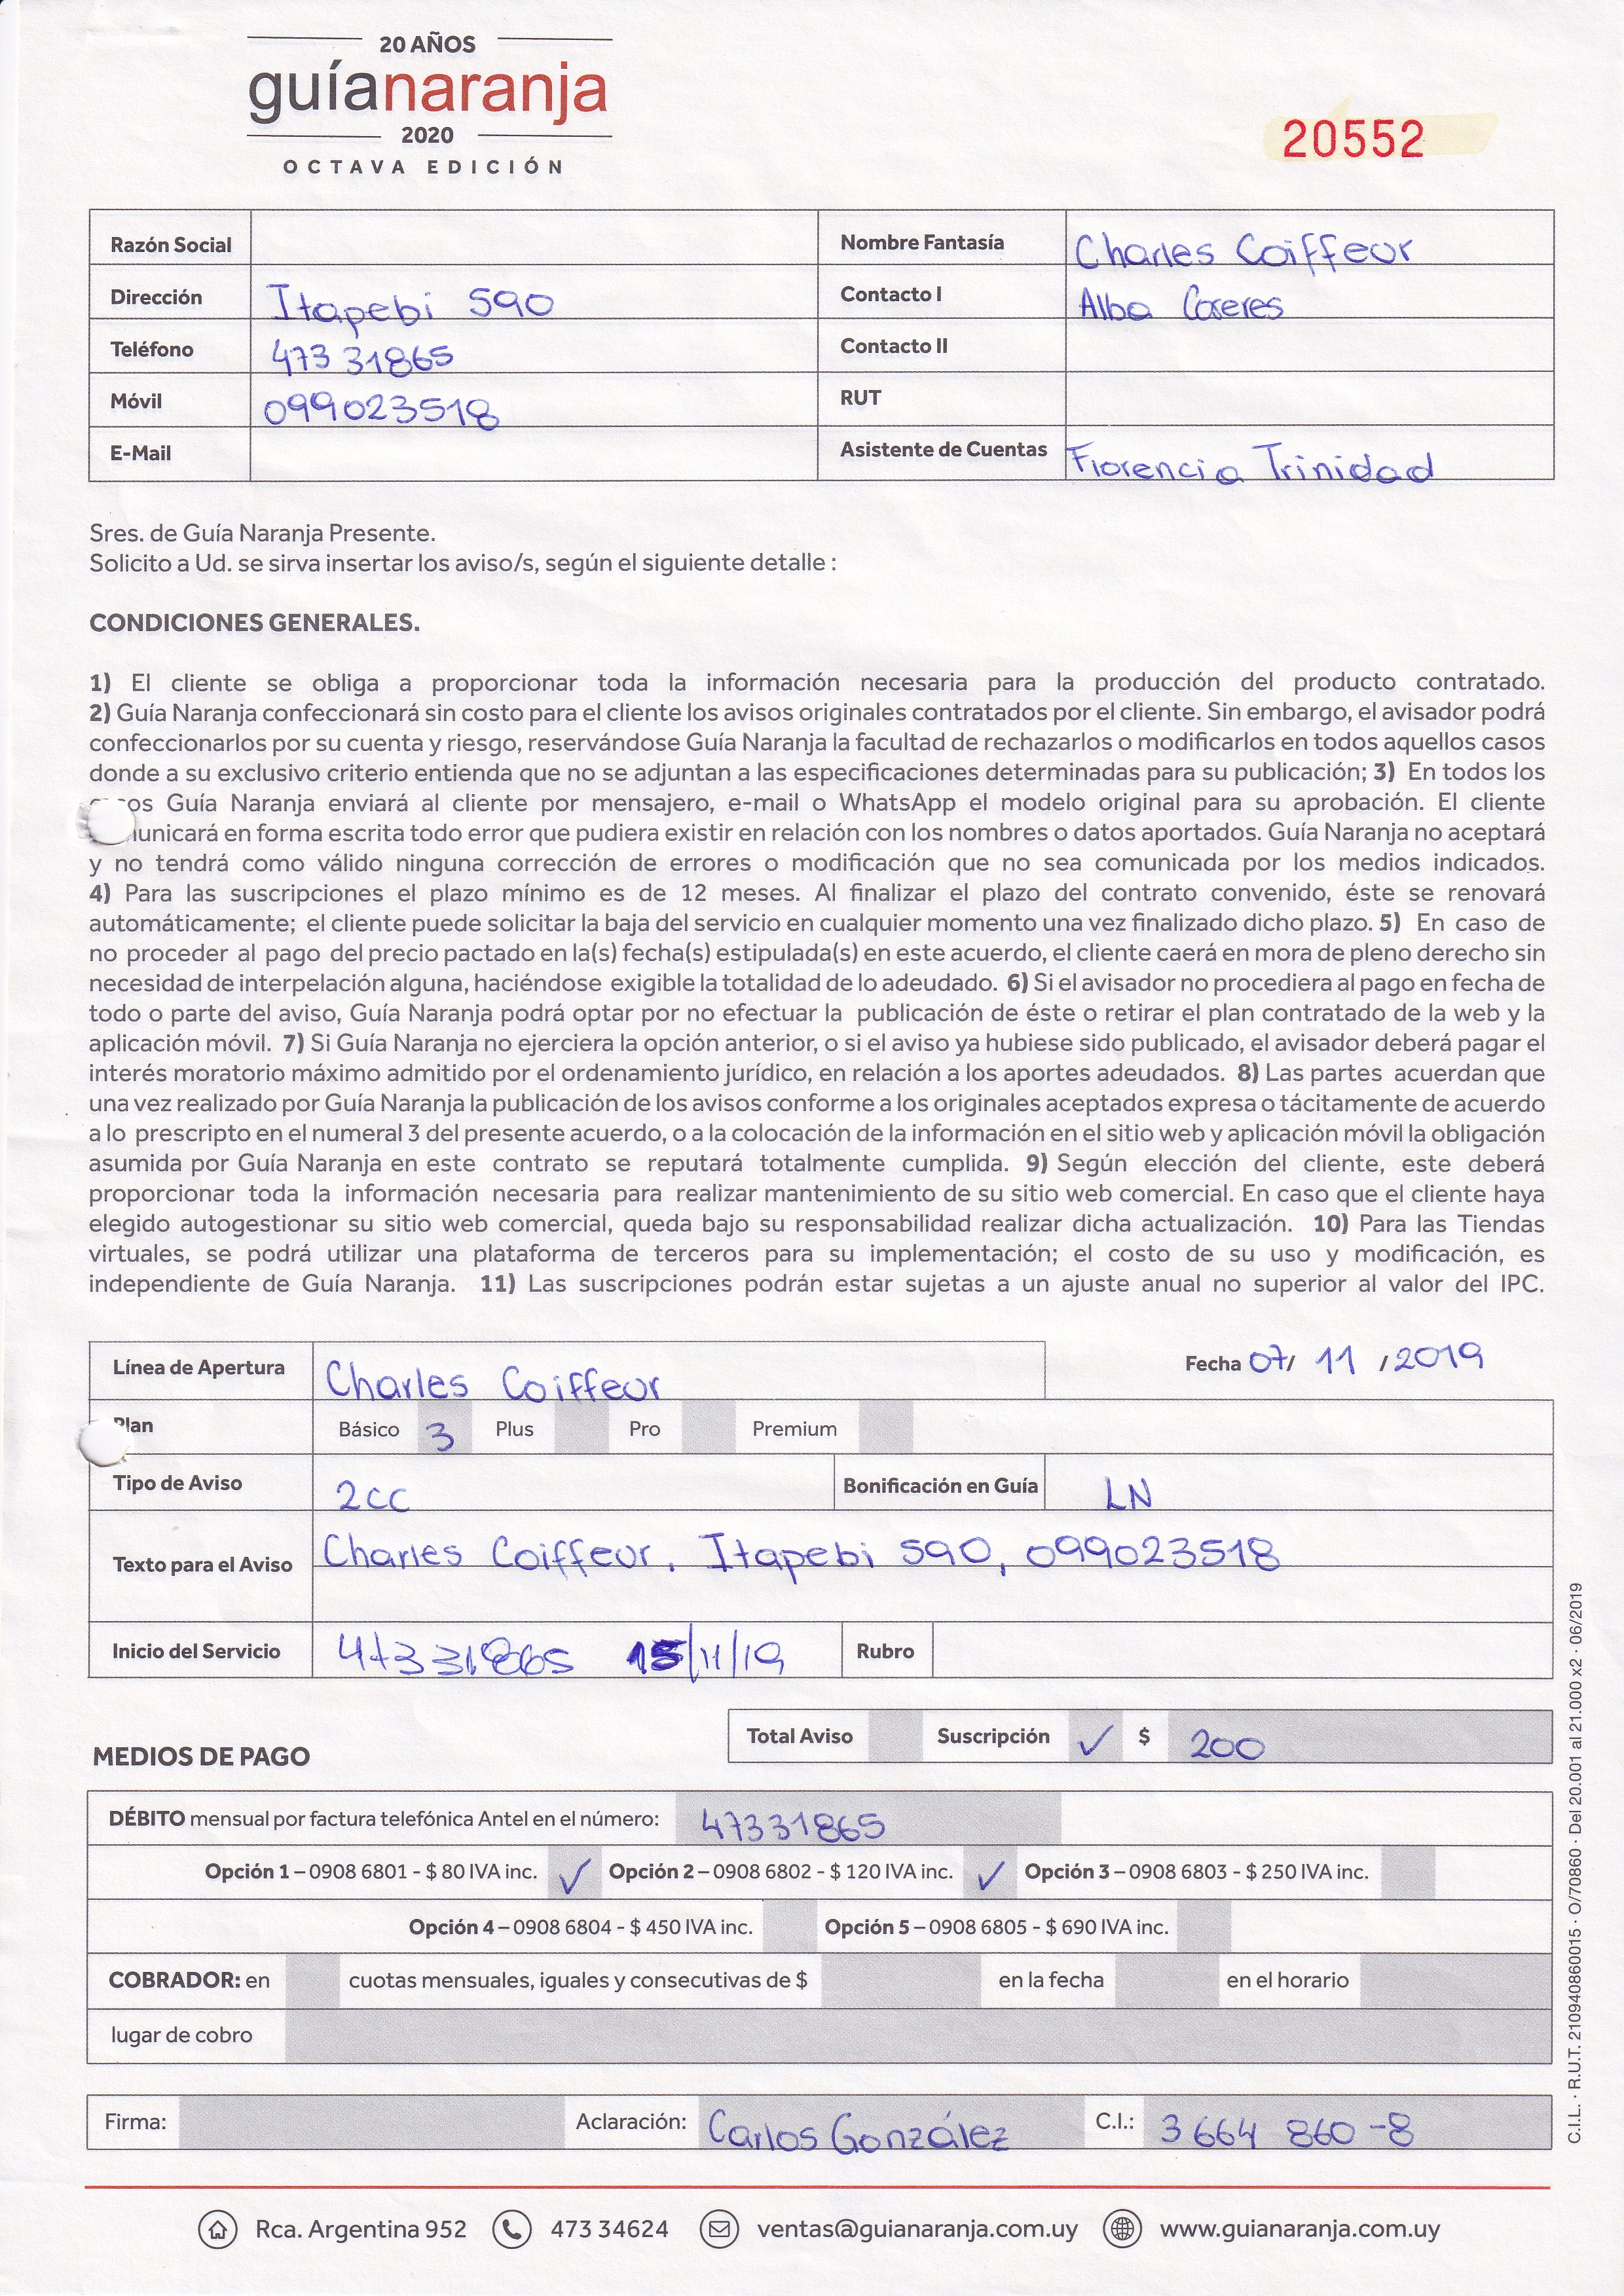 20 AÑOS
guíanaranja
2020
OCTAVA EDICIÓN
20552
Razón Social
Nombre Fantasía Charles Coiffeur
Dirección Itapebi 590
Contacto I Alba
Teléfono 473 31865
Contacto II
Móvil 099023518
RUT
E-Mail
Asistente de Cuentas Florencia Trinidad
Sres. de Guía Naranja Presente.
Solicito a Ud. se sirva insertar los aviso/s, según el siguiente detalle :
CONDICIONES GENERALES.
1) El cliente se obliga a proporcionar toda la información necesaria para la producción del producto contratado.
2) Guía Naranja confeccionará sin costo para el cliente los avisos originales contratados por el cliente. Sin embargo, el avisador podrá
confeccionarlos por su cuenta y riesgo, reservándose Guía Naranja la facultad de rechazarlos o modificarlos en todos aquellos casos
donde a su exclusivo criterio entienda que no se adjuntan a las especificaciones determinadas para su publicación; 3) En todos los
os Guía Naranja enviará al cliente por mensajero, e-mail o WhatsApp el modelo original para su aprobación. El cliente
unicará en forma escrita todo error que pudiera existir en relación con los nombres o datos aportados. Guía Naranja no aceptará
y no tendrá como válido ninguna corrección de errores o modificación que no sea comunicada por los medios indicados.
4) Para las suscripciones el plazo mínimo es de 12 meses. Al finalizar el plazo del contrato convenido, éste se renovará
automáticamente; el cliente puede solicitar la baja del servicio en cualquier momento una vez finalizado dicho plazo. 5) En caso de
no proceder al pago del precio pactado en la(s) fecha(s) estipulada(s) en este acuerdo, el cliente caerá en mora de pleno derecho sin
necesidad de interpelación alguna, haciéndose exigible la totalidad de lo adeudado. 6) Si el avisador no procediera al pago en fecha de
todo o parte del aviso, Guía Naranja podrá optar por no efectuar la publicación de éste o retirar el plan contratado de la web y la
aplicación móvil. 7) Si Guía Naranja no ejerciera la opción anterior, o si el aviso ya hubiese sido publicado, el avisador deberá pagar el
interés moratorio máximo admitido por el ordenamiento jurídico, en relación a los aportes adeudados. 8) Las partes acuerdan que
una vez realizado por Guía Naranja la publicación de los avisos conforme a los originales aceptados expresa o tácitamente de acuerdo
a lo prescripto en el numeral 3 del presente acuerdo, o a la colocación de la información en el sitio web y aplicación móvil la obligación
asumida por Guía Naranja en este contrato se reputará totalmente cumplida. 9) Según elección del cliente, este deberá
proporcionar toda la información necesaria para realizar mantenimiento de su sitio web comercial. En caso que el cliente haya
elegido autogestionar su sitio web comercial, queda bajo su responsabilidad realizar dicha actualización. 10) Para las Tiendas
virtuales, se podrá utilizar una plataforma de terceros para su implementación; el costo de su uso y modificación, es
independiente de Guía Naranja. 11) Las suscripciones podrán estar sujetas a un ajuste anual no superior al valor del IPC.
Línea de Apertura Charles Coiffeur
Fecha 07/ 11 /2019
Plan Básico 3 Plus Pro Premium
Tipo de Aviso 2cc Bonificación en Guía LN
Texto para el Aviso Charles Coiffeur. Itapebi 590, 099023518
Inicio del Servicio 47331865 15/11/19 Rubro
Total Aviso Suscripción ✓ $ 200
MEDIOS DE PAGO
DÉBITO mensual por factura telefónica Antel en el número: 47331865
Opción 1 – 0908 6801 - $ 80 IVA inc. ✓ Opción 2 – 0908 6802 - $ 120 IVA inc. ✓ Opción 3 – 0908 6803 - $ 250 IVA inc.
Opción 4 – 0908 6804 - $ 450 IVA inc. Opción 5 – 0908 6805 - $ 690 IVA inc.
COBRADOR: en cuotas mensuales, iguales y consecutivas de $ en la fecha en el horario
lugar de cobro
Firma: Aclaración: Carlos González C.I.: 3 664 860-8
C.I.L. · R.U.T. 210940860015 · O/70860 · Del 20.001 al 21.000 x2 · 06/2019
Rca. Argentina 952 473 34624 ventas@guianaranja.com.uy www.guianaranja.com.uy